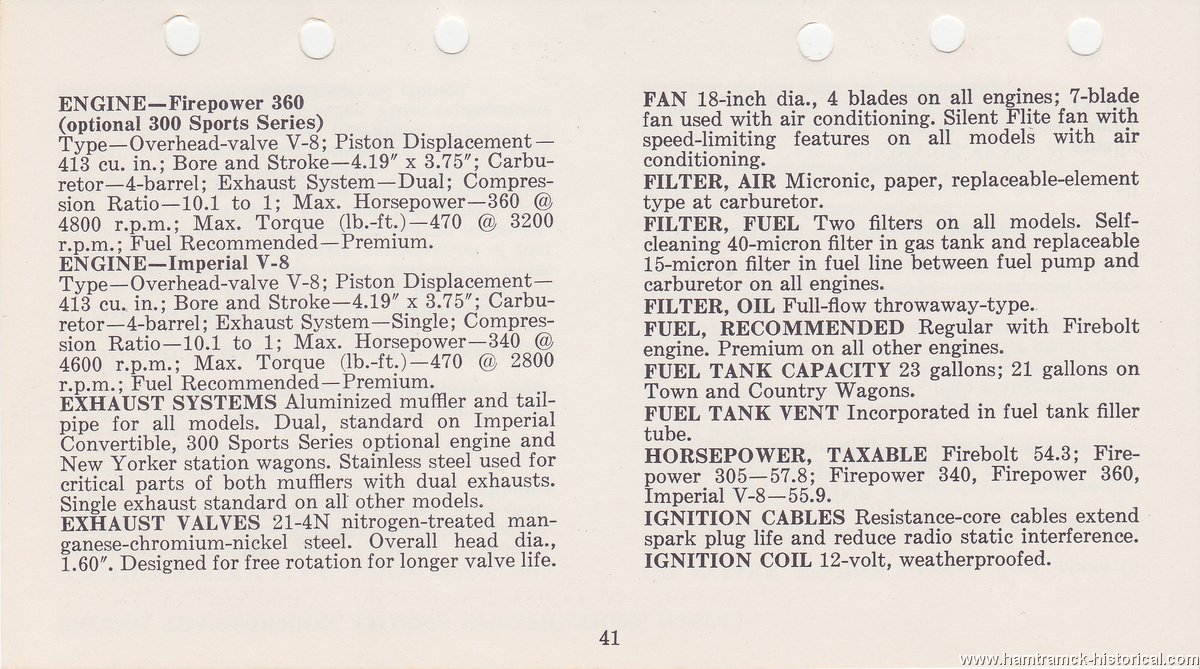 ENGINE—Firepower 360
(optional 300 Sports Series)
Type—Overhead-valve V-8; Piston Displacement—
413 cu. in.; Bore and Stroke—4.19″ x 3.75″; Carbu-
retor—4-barrel; Exhaust System—Dual; Compres-
sion Ratio—10.1 to 1; Max. Horsepower—360 @
4800 r.p.m.; Max. Torque (lb.-ft.)—470 @ 3200
r.p.m.; Fuel Recommended—Premium.
ENGINE—Imperial V-8
Type—Overhead-valve V-8; Piston Displacement—
413 cu. in.; Bore and Stroke—4.19″ x 3.75″; Carbu-
retor—4-barrel; Exhaust System—Single; Compres-
sion Ratio—10.1 to 1; Max. Horsepower—340 @
4600 r.p.m.; Max. Torque (lb.-ft.)—470 @ 2800
r.p.m.; Fuel Recommended—Premium.
EXHAUST SYSTEMS Aluminized muffler and tail-
pipe for all models. Dual, standard on Imperial
Convertible, 300 Sports Series optional engine and
New Yorker station wagons. Stainless steel used for
critical parts of both mufflers with dual exhausts.
Single exhaust standard on all other models.
EXHAUST VALVES 21-4N nitrogen-treated man-
ganese-chromium-nickel steel. Overall head dia.,
1.60″. Designed for free rotation for longer valve life.
FAN 18-inch dia., 4 blades on all engines; 7-blade
fan used with air conditioning. Silent Flite fan with
speed-limiting features on all models with air
conditioning.
FILTER, AIR Micronic, paper, replaceable-element
type at carburetor.
FILTER, FUEL Two filters on all models. Self-
cleaning 40-micron filter in gas tank and replaceable
15-micron filter in fuel line between fuel pump and
carburetor on all engines.
FILTER, OIL Full-flow throwaway-type.
FUEL, RECOMMENDED Regular with Firebolt
engine. Premium on all other engines.
FUEL TANK CAPACITY 23 gallons; 21 gallons on
Town and Country Wagons.
FUEL TANK VENT Incorporated in fuel tank filler
tube.
HORSEPOWER, TAXABLE Firebolt 54.3; Fire-
power 305—57.8; Firepower 340, Firepower 360,
Imperial V-8—55.9.
IGNITION CABLES Resistance-core cables extend
spark plug life and reduce radio static interference.
IGNITION COIL 12-volt, weatherproofed.
41
www.hamtramck-historical.com